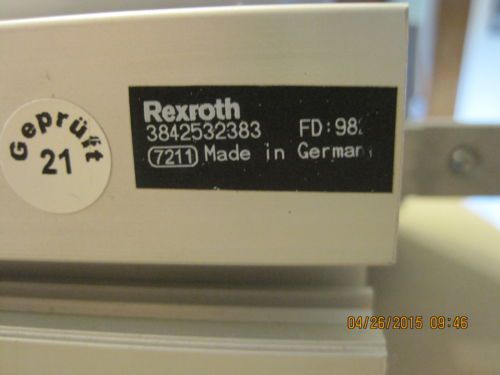 Rexroth
3842532383 FD:98
7211 Made in German
Geprüft
21
04/26/2015 09:46